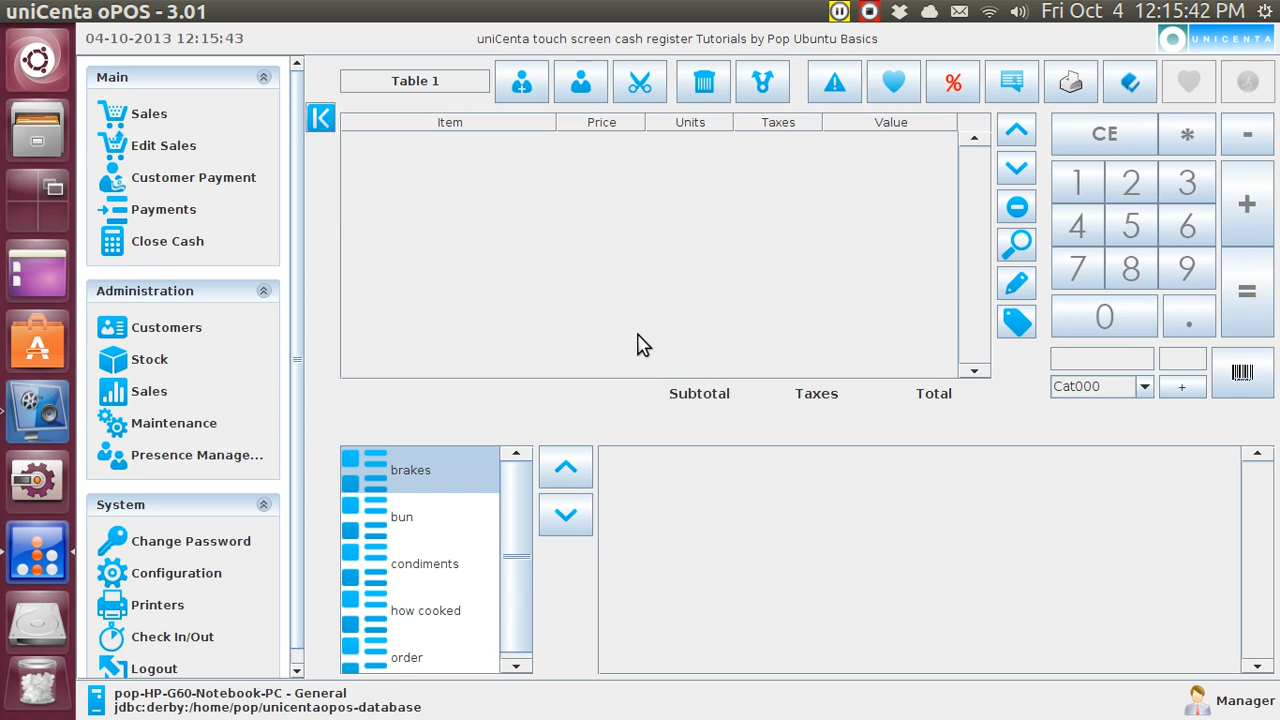 uniCenta oPOS - 3.01
Fri Oct 4 12:15:42 PM
04-10-2013 12:15:43
uniCenta touch screen cash register Tutorials by Pop Ubuntu Basics
UNICENTA
Main
Sales
Edit Sales
Customer Payment
Payments
Close Cash
Administration
Customers
Stock
Sales
Maintenance
Presence Manage...
System
Change Password
Configuration
Printers
Check In/Out
Logout
Table 1
%
Item Price Units Taxes Value
Subtotal Taxes Total
CE * -
1 2 3 +
4 5 6
7 8 9 =
0 .
Cat000 +
brakes
bun
condiments
how cooked
order
pop-HP-G60-Notebook-PC - General
jdbc:derby:/home/pop/unicentaopos-database
Manager